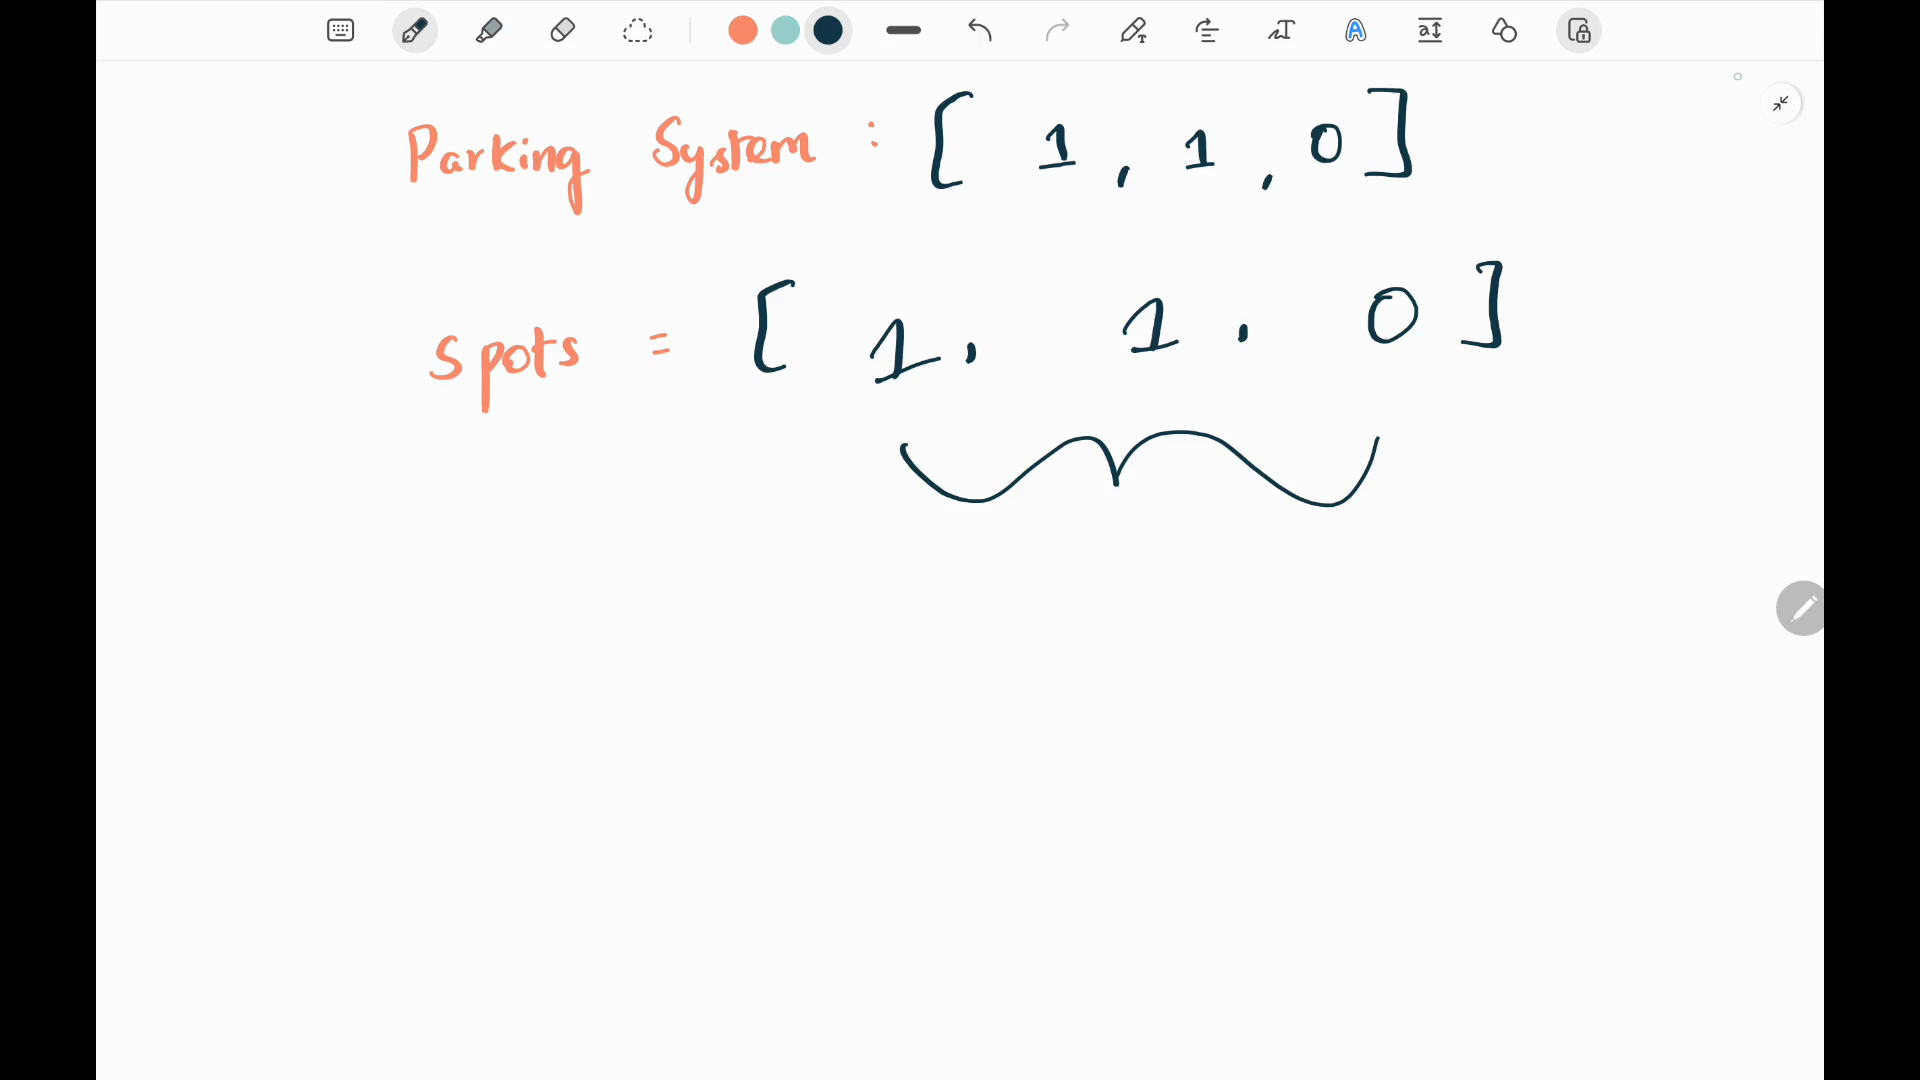 Parking System : [ 1 , 1 , 0 ]
spots = [ 1 . 1 . 0 ]